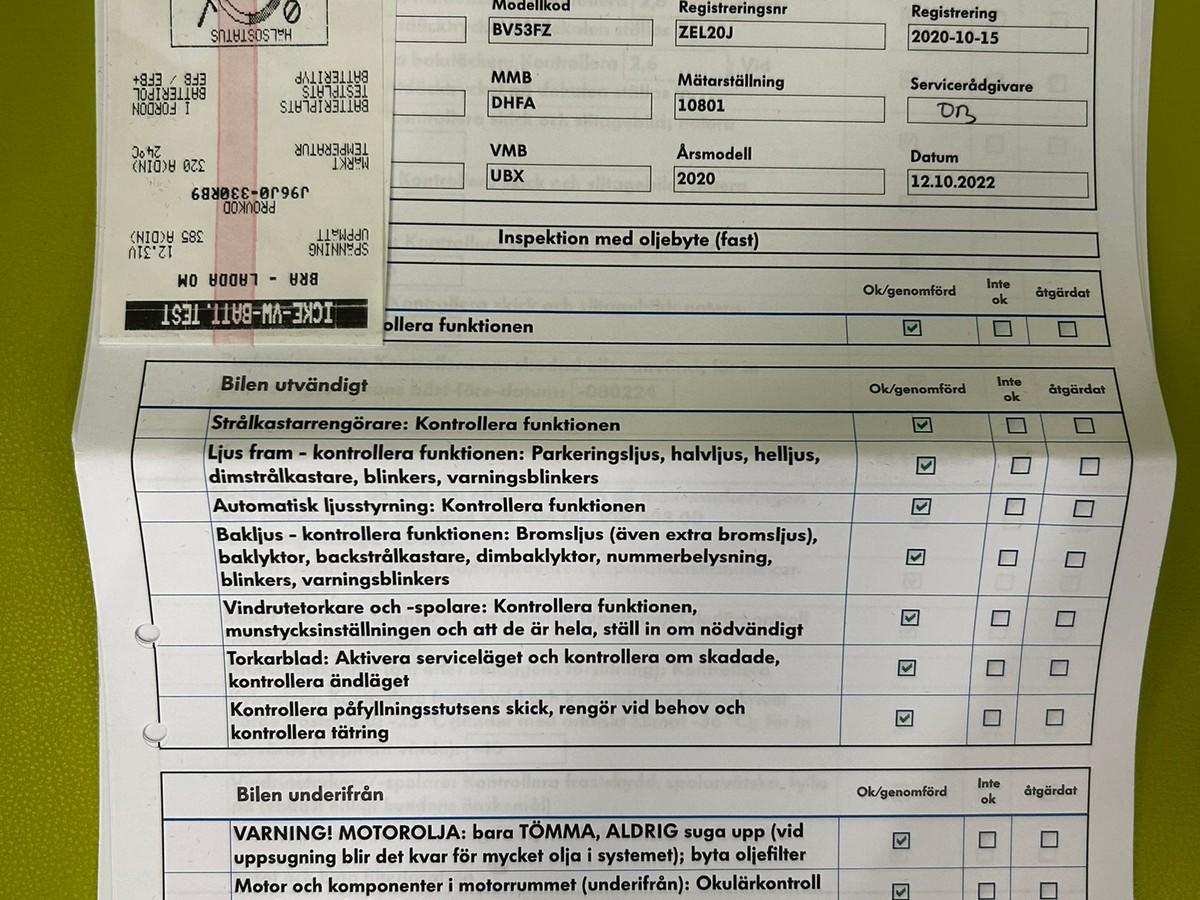 ICKE-VW-BATT. TEST
BRA - LADDA OM
SPÄNNING 12.31V
UPPMÄTT 385 A(DIN)
PROVKOD
J96J0-330RB9
MÄRKT 320 A(DIN)
TEMPERATUR 24°C
BATTERIPLATS I FORDON
TESTPLATS BATTERIPOL
BATTERITYP EFB / EFB+
HÄLSOSTATUS
Modellkod Registreringsnr Registrering
BV53FZ ZEL20J 2020-10-15
MMB Mätarställning Servicerådgivare
DHFA 10801
VMB Årsmodell Datum
UBX 2020 12.10.2022
Inspektion med oljebyte (fast)
Ok/genomförd Inte ok åtgärdat
ollera funktionen
Bilen utvändigt Ok/genomförd Inte ok åtgärdat
Strålkastarrengörare: Kontrollera funktionen
Ljus fram - kontrollera funktionen: Parkeringsljus, halvljus, helljus,
dimstrålkastare, blinkers, varningsblinkers
Automatisk ljusstyrning: Kontrollera funktionen
Bakljus - kontrollera funktionen: Bromsljus (även extra bromsljus),
baklyktor, backstrålkastare, dimbaklyktor, nummerbelysning,
blinkers, varningsblinkers
Vindrutetorkare och -spolare: Kontrollera funktionen,
munstycksinställningen och att de är hela, ställ in om nödvändigt
Torkarblad: Aktivera serviceläget och kontrollera om skadade,
kontrollera ändläget
Kontrollera påfyllningsstutsens skick, rengör vid behov och
kontrollera tätring
Bilen underifrån Ok/genomförd Inte ok åtgärdat
VARNING! MOTOROLJA: bara TÖMMA, ALDRIG suga upp (vid
uppsugning blir det kvar för mycket olja i systemet); byta oljefilter
Motor och komponenter i motorrummet (underifrån): Okulärkontroll